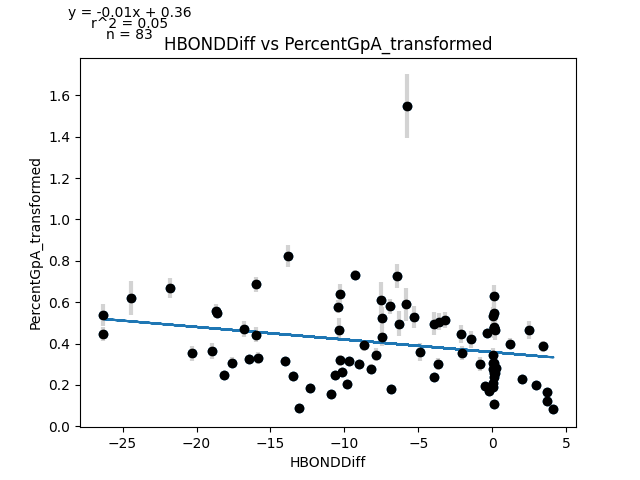 y = -0.01x + 0.36
r^2 = 0.05
n = 83
HBONDDiff vs PercentGpA_transformed
PercentGpA_transformed
1.6
1.4
1.2
1.0
0.8
0.6
0.4
0.2
0.0
−25 −20 −15 −10 −5 0 5
HBONDDiff